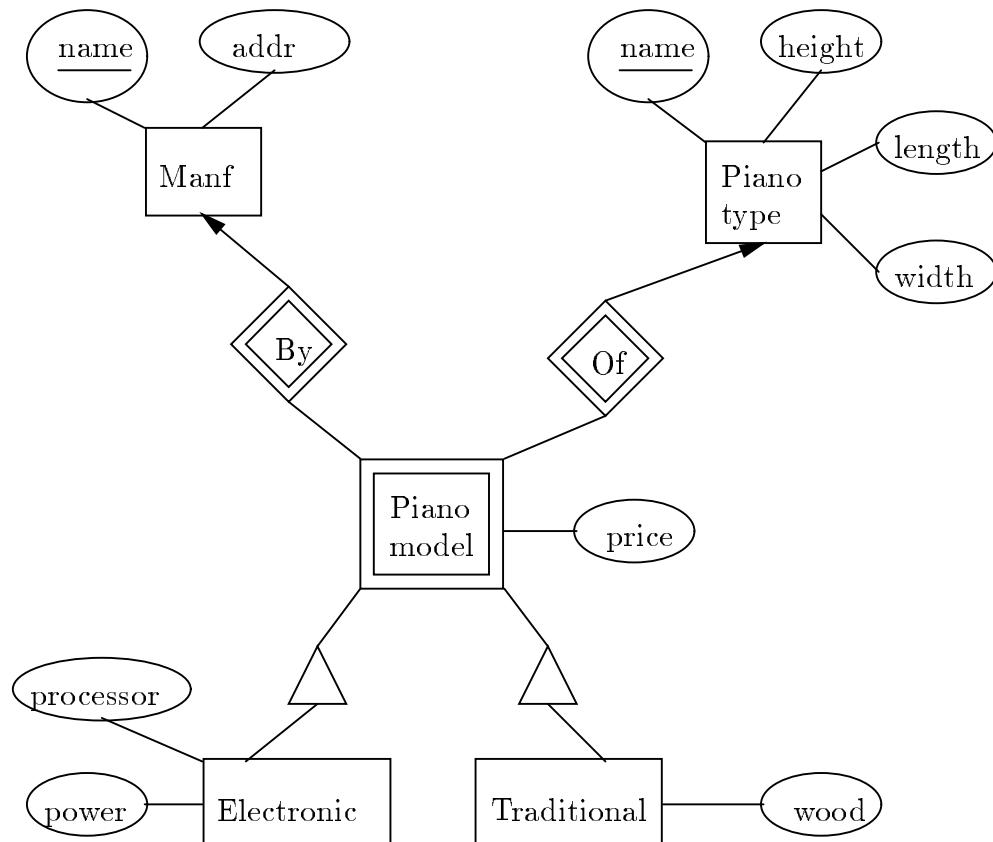 name
addr
name
height
length
Manf
Piano
type
width
By
Of
Piano
model
price
processor
power
Electronic
Traditional
wood